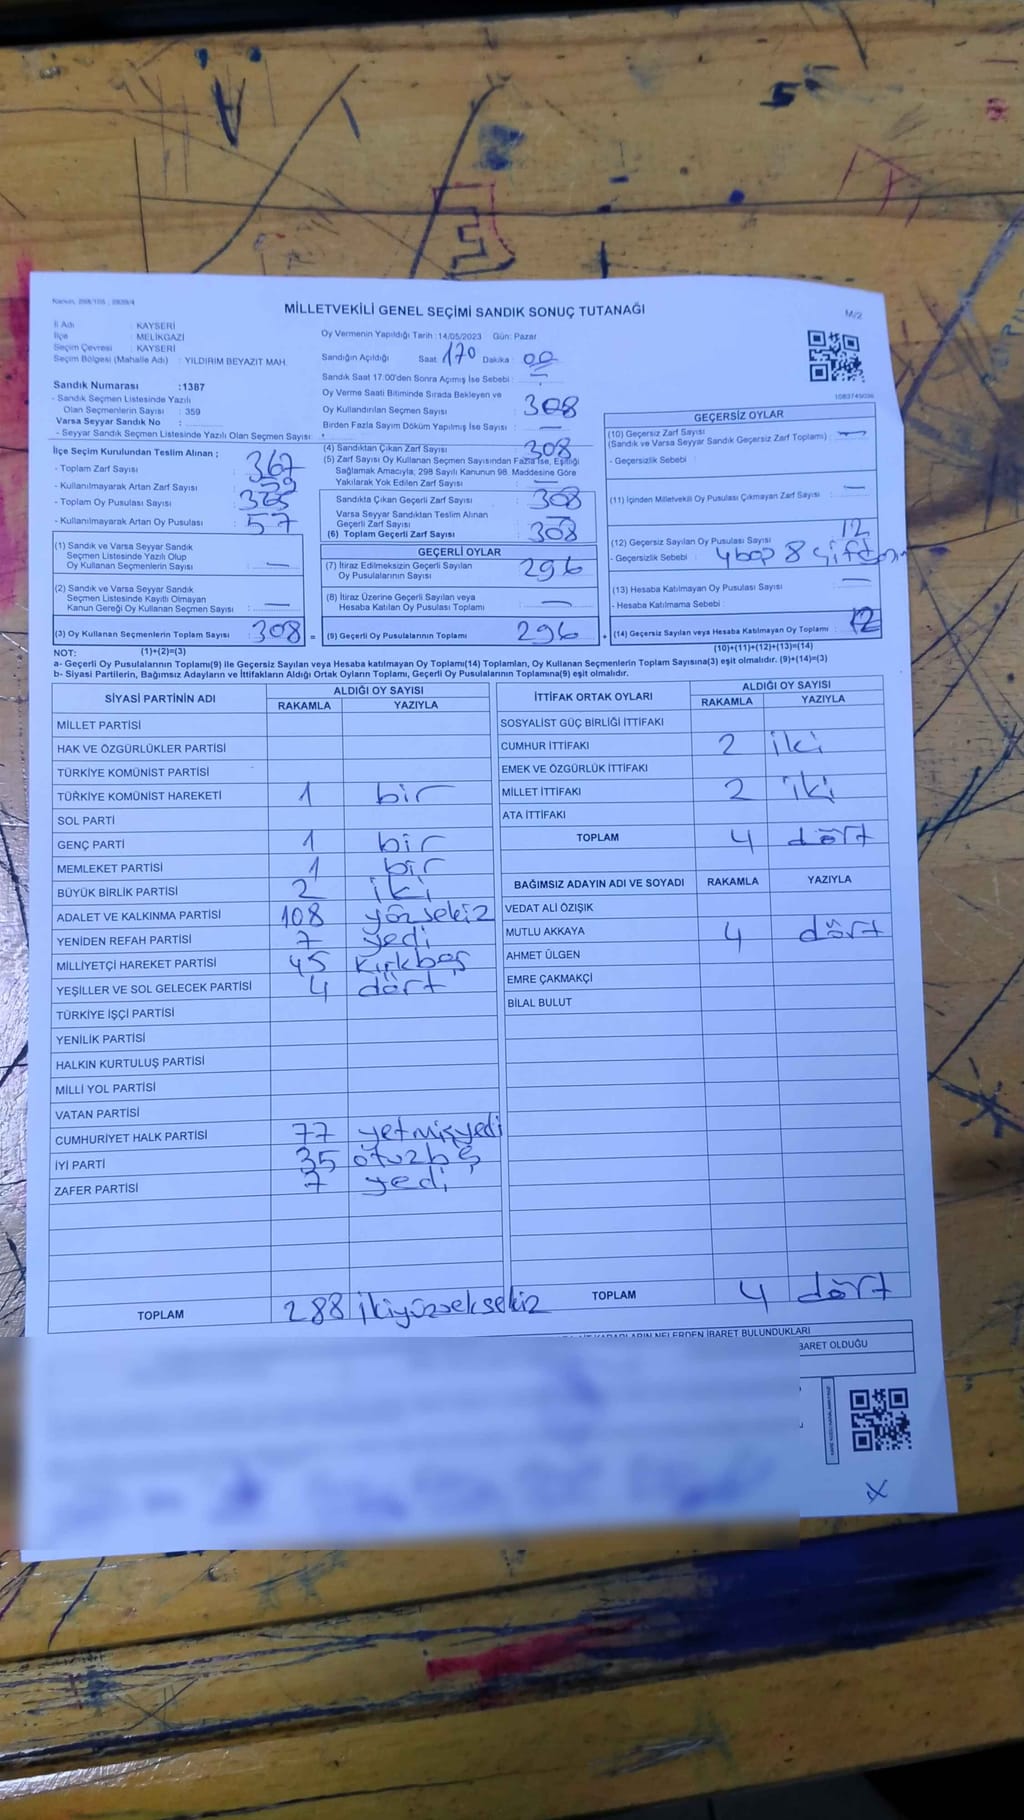 MİLLETVEKİLİ GENEL SEÇİMİ SANDIK SONUÇ TUTANAĞI
M/2
İl Adı : KAYSERİ
İlçe : MELİKGAZİ
Seçim Çevresi : KAYSERİ
Seçim Bölgesi (Mahalle Adı) : YILDIRIM BEYAZIT MAH.
Sandık Numarası :1387
- Sandık Seçmen Listesinde Yazılı
Olan Seçmenlerin Sayısı : 359
Varsa Seyyar Sandık No :
- Seyyar Sandık Seçmen Listesinde Yazılı Olan Seçmen Sayısı :
İlçe Seçim Kurulundan Teslim Alınan ;
- Toplam Zarf Sayısı : 367
- Kullanılmayarak Artan Zarf Sayısı : 59
- Toplam Oy Pusulası Sayısı :
- Kullanılmayarak Artan Oy Pusulası : 57
Oy Vermenin Yapıldığı Tarih : 14/05/2023 Gün: Pazar
Sandığın Açıldığı Saat: Dakika : 00
Sandık Saat 17.00'den Sonra Açımış İse Sebebi : —
Oy Verme Saati Bitiminde Sırada Bekleyen ve
Oy Kullandırılan Seçmen Sayısı : 308
Birden Fazla Sayım Döküm Yapılmış İse Sayısı : —
(4) Sandıktan Çıkan Zarf Sayısı : 308
(5) Zarf Sayısı Oy Kullanan Seçmen Sayısından Fazla İse, Eşitliği
Sağlamak Amacıyla; 298 Sayılı Kanunun 98. Maddesine Göre
Yakılarak Yok Edilen Zarf Sayısı : —
Sandıkta Çıkan Geçerli Zarf Sayısı : 308
Varsa Seyyar Sandıktan Teslim Alınan
Geçerli Zarf Sayısı : —
(6) Toplam Geçerli Zarf Sayısı : 308
1083749036
GEÇERSİZ OYLAR
(10) Geçersiz Zarf Sayısı
(Sandık ve Varsa Seyyar Sandık Geçersiz Zarf Toplamı) : —
- Geçersizlik Sebebi :
(11) İçinden Milletvekili Oy Pusulası Çıkmayan Zarf Sayısı : —
(12) Geçersiz Sayılan Oy Pusulası Sayısı : 12
- Geçersizlik Sebebi : 4 boş 8
(13) Hesaba Katılmayan Oy Pusulası Sayısı : —
- Hesaba Katılmama Sebebi :
(14) Geçersiz Sayılan veya Hesaba Katılmayan Oy Toplamı : 12
(10)+(11)+(12)+(13)=(14)
(1) Sandık ve Varsa Seyyar Sandık
Seçmen Listesinde Yazılı Olup
Oy Kullanan Seçmenlerin Sayısı : —
(2) Sandık ve Varsa Seyyar Sandık
Seçmen Listesinde Kayıtlı Olmayan
Kanun Gereği Oy Kullanan Seçmen Sayısı : —
(3) Oy Kullanan Seçmenlerin Toplam Sayısı : 308 =
GEÇERLİ OYLAR
(7) İtiraz Edilmeksizin Geçerli Sayılan
Oy Pusulalarının Sayısı : 296
(8) İtiraz Üzerine Geçerli Sayılan veya
Hesaba Katılan Oy Pusulası Toplamı : —
(9) Geçerli Oy Pusulalarının Toplamı : 296 +
NOT: (1)+(2)=(3)
a- Geçerli Oy Pusulalarının Toplamı(9) ile Geçersiz Sayılan veya Hesaba katılmayan Oy Toplamı(14) Toplamları, Oy Kullanan Seçmenlerin Toplam Sayısına(3) eşit olmalıdır. (9)+(14)=(3)
b- Siyasi Partilerin, Bağımsız Adayların ve İttifakların Aldığı Ortak Oyların Toplamı, Geçerli Oy Pusulalarının Toplamına(9) eşit olmalıdır.
SİYASİ PARTİNİN ADI ALDIĞI OY SAYISI
RAKAMLA YAZIYLA
MİLLET PARTİSİ
HAK VE ÖZGÜRLÜKLER PARTİSİ
TÜRKİYE KOMÜNİST PARTİSİ
TÜRKİYE KOMÜNİST HAREKETİ 1 bir
SOL PARTİ
GENÇ PARTİ 1 bir
MEMLEKET PARTİSİ 1 bir
BÜYÜK BİRLİK PARTİSİ 2 iki
ADALET VE KALKINMA PARTİSİ 108 yözsekiz
YENİDEN REFAH PARTİSİ 7 yedi
MİLLİYETÇİ HAREKET PARTİSİ 45 Kırkbeş
YEŞİLLER VE SOL GELECEK PARTİSİ 4 dört
TÜRKİYE İŞÇİ PARTİSİ
YENİLİK PARTİSİ
HALKIN KURTULUŞ PARTİSİ
MİLLİ YOL PARTİSİ
VATAN PARTİSİ
CUMHURİYET HALK PARTİSİ 77 yetmişyedi
İYİ PARTİ 35 otuzbeş
ZAFER PARTİSİ 7 yedi
TOPLAM 288 ikiyüzseksekiz
İTTİFAK ORTAK OYLARI ALDIĞI OY SAYISI
RAKAMLA YAZIYLA
SOSYALİST GÜÇ BİRLİĞİ İTTİFAKI
CUMHUR İTTİFAKI 2 iki
EMEK VE ÖZGÜRLÜK İTTİFAKI
MİLLET İTTİFAKI 2 iki
ATA İTTİFAKI
TOPLAM 4 dört
BAĞIMSIZ ADAYIN ADI VE SOYADI RAKAMLA YAZIYLA
VEDAT ALİ ÖZIŞIK
MUTLU AKKAYA 4 dört
AHMET ÜLGEN
EMRE ÇAKMAKÇİ
BİLAL BULUT
TOPLAM 4 dört
NELERDEN İBARET BULUNDUKLARI
BARET OLDUĞU